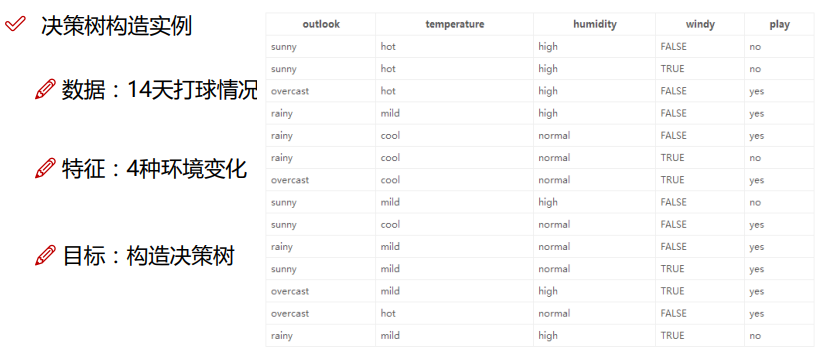 决策树构造实例
数据：14天打球情况
特征：4种环境变化
目标：构造决策树
outlook temperature humidity windy play
sunny hot high FALSE no
sunny hot high TRUE no
overcast hot high FALSE yes
rainy mild high FALSE yes
rainy cool normal FALSE yes
rainy cool normal TRUE no
overcast cool normal TRUE yes
sunny mild high FALSE no
sunny cool normal FALSE yes
rainy mild normal FALSE yes
sunny mild normal TRUE yes
overcast mild high TRUE yes
overcast hot normal FALSE yes
rainy mild high TRUE no